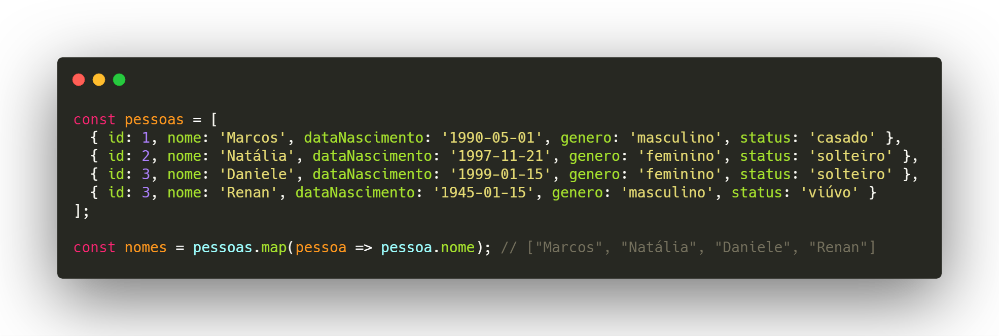 const pessoas = [
  { id: 1, nome: 'Marcos', dataNascimento: '1990-05-01', genero: 'masculino', status: 'casado' },
  { id: 2, nome: 'Natália', dataNascimento: '1997-11-21', genero: 'feminino', status: 'solteiro' },
  { id: 3, nome: 'Daniele', dataNascimento: '1999-01-15', genero: 'feminino', status: 'solteiro' },
  { id: 3, nome: 'Renan', dataNascimento: '1945-01-15', genero: 'masculino', status: 'viúvo' }
];
const nomes = pessoas.map(pessoa => pessoa.nome); // ["Marcos", "Natália", "Daniele", "Renan"]